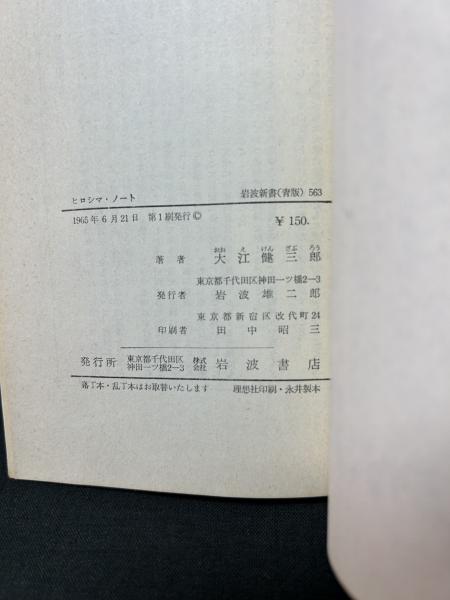 ヒロシマ・ノート 岩波新書(青版) 563
1965年6月21日 第1刷発行© ¥150.
おお え けん ざぶ ろう
著者 大江健三郎
東京都千代田区神田一ツ橋2-3
発行者 岩波雄二郎
東京都新宿区改代町24
印刷者 田中昭三
発行所 東京都千代田区神田一ツ橋2-3 株式会社 岩波書店
落丁本・乱丁本はお取替いたします 理想社印刷・永井製本